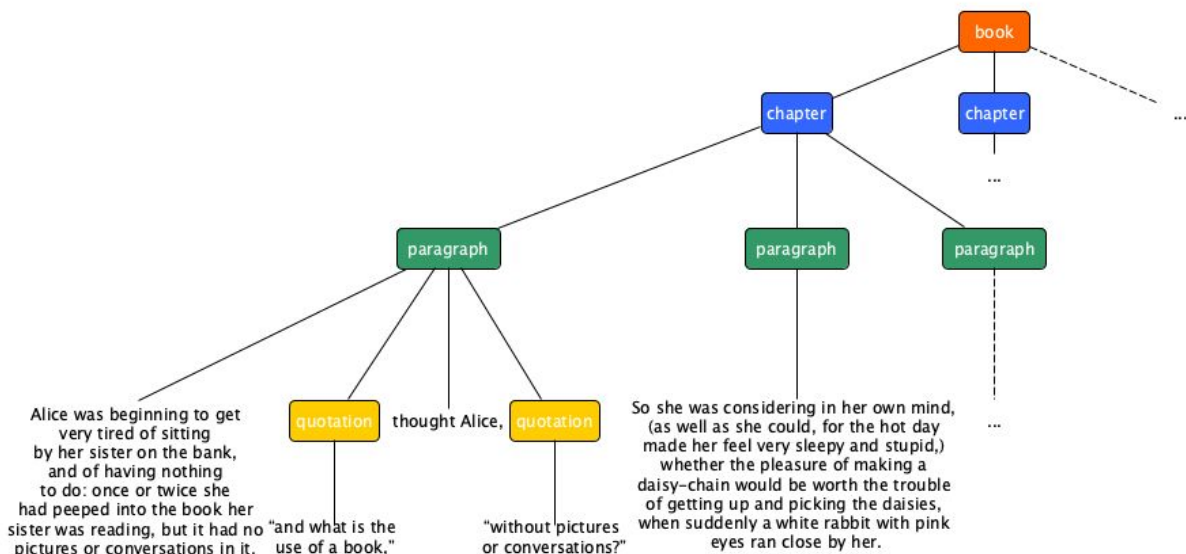 book
chapter
chapter
...
...
paragraph
paragraph
paragraph
Alice was beginning to get
very tired of sitting
by her sister on the bank,
and of having nothing
to do: once or twice she
had peeped into the book her
sister was reading, but it had no
pictures or conversations in it,
quotation
thought Alice,
quotation
“and what is the
use of a book,”
“without pictures
or conversations?”
So she was considering in her own mind,
(as well as she could, for the hot day
made her feel very sleepy and stupid,)
whether the pleasure of making a
daisy-chain would be worth the trouble
of getting up and picking the daisies,
when suddenly a white rabbit with pink
eyes ran close by her.
...